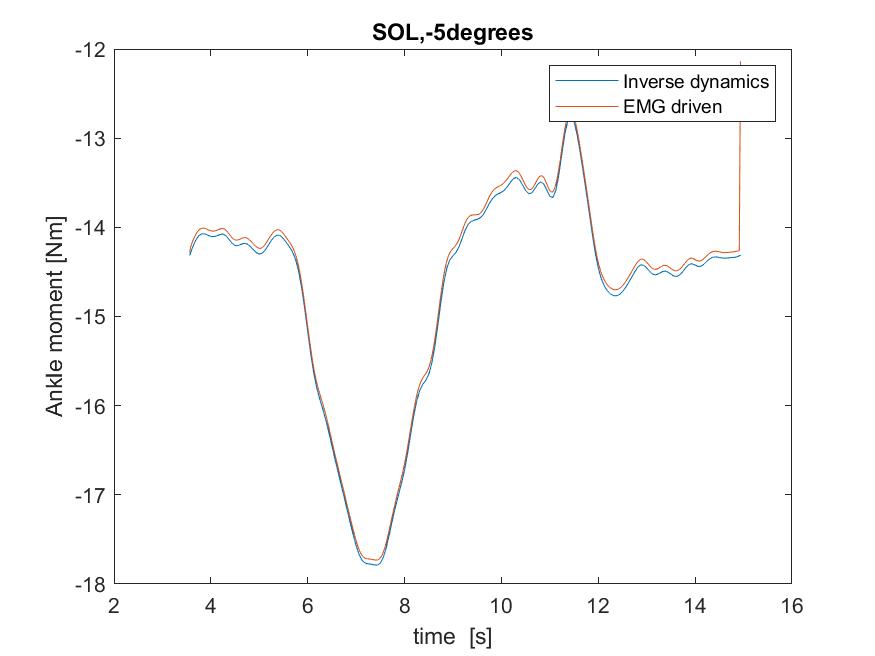 SOL,-5degrees
-12
Inverse dynamics
EMG driven
-13
-14
-15
-16
-17
-18
Ankle moment [Nm]
2 4 6 8 10 12 14 16
time [s]